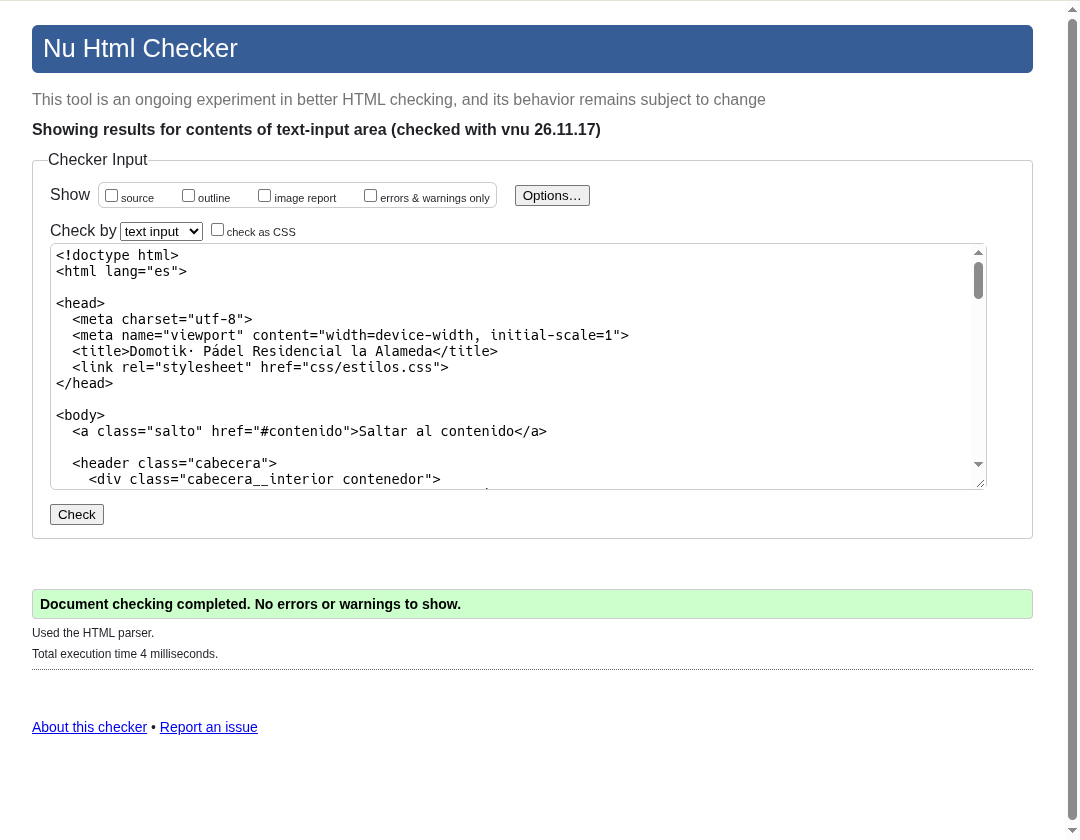 Nu Html Checker
This tool is an ongoing experiment in better HTML checking, and its behavior remains subject to change
Showing results for contents of text-input area (checked with vnu 26.11.17)
Checker Input
Show source outline image report errors & warnings only Options…
Check by text input check as CSS
<!doctype html>
<html lang="es">
<head>
<meta charset="utf-8">
<meta name="viewport" content="width=device-width, initial-scale=1">
<title>Domotik· Pádel Residencial la Alameda</title>
<link rel="stylesheet" href="css/estilos.css">
</head>
<body>
<a class="salto" href="#contenido">Saltar al contenido</a>
<header class="cabecera">
<div class="cabecera__interior contenedor">
Check
Document checking completed. No errors or warnings to show.
Used the HTML parser.
Total execution time 4 milliseconds.
About this checker • Report an issue